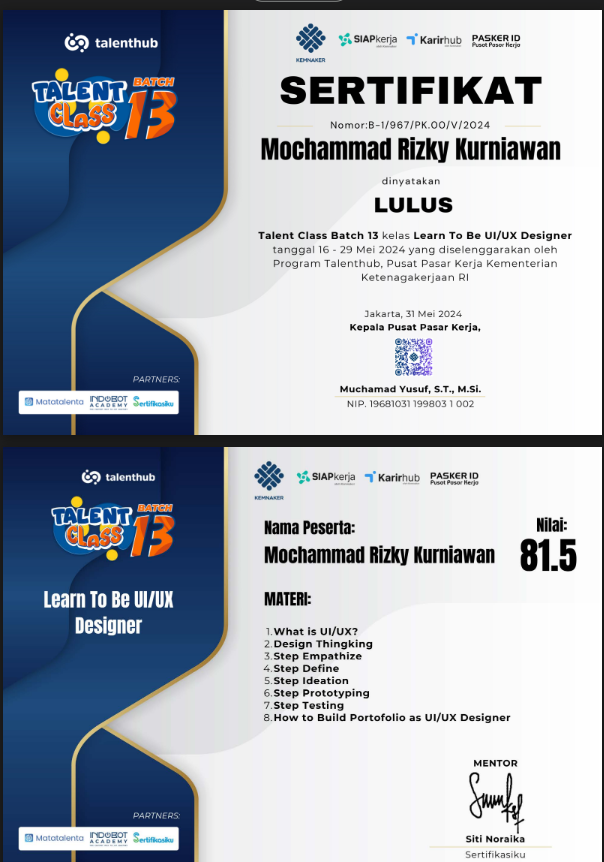 talenthub
TALENT
CLASS
BATCH
13
KEMNAKER
SIAPkerja
Karirhub
PASKER ID
Pusat Pasar Kerja
SERTIFIKAT
Nomor:B-1/967/PK.00/V/2024
Mochammad Rizky Kurniawan
dinyatakan
LULUS
Talent Class Batch 13 kelas Learn To Be UI/UX Designer
tanggal 16 - 29 Mei 2024 yang diselenggarakan oleh
Program Talenthub, Pusat Pasar Kerja Kementerian
Ketenagakerjaan RI
Jakarta, 31 Mei 2024
Kepala Pusat Pasar Kerja,
Muchamad Yusuf, S.T., M.Si.
NIP. 19681031 199803 1 002
PARTNERS:
Matatalenta
INDOBOT
ACADEMY
Sertifikasiku
talenthub
TALENT
CLASS
BATCH
13
Learn To Be UI/UX
Designer
KEMNAKER
SIAPkerja
Karirhub
PASKER ID
Pusat Pasar Kerja
Nama Peserta:
Mochammad Rizky Kurniawan
Nilai:
81.5
MATERI:
1.What is UI/UX?
2.Design Thingking
3.Step Empathize
4.Step Define
5.Step Ideation
6.Step Prototyping
7.Step Testing
8.How to Build Portofolio as UI/UX Designer
MENTOR
Siti Noraika
Sertifikasiku
PARTNERS:
Matatalenta
INDOBOT
ACADEMY
Sertifikasiku